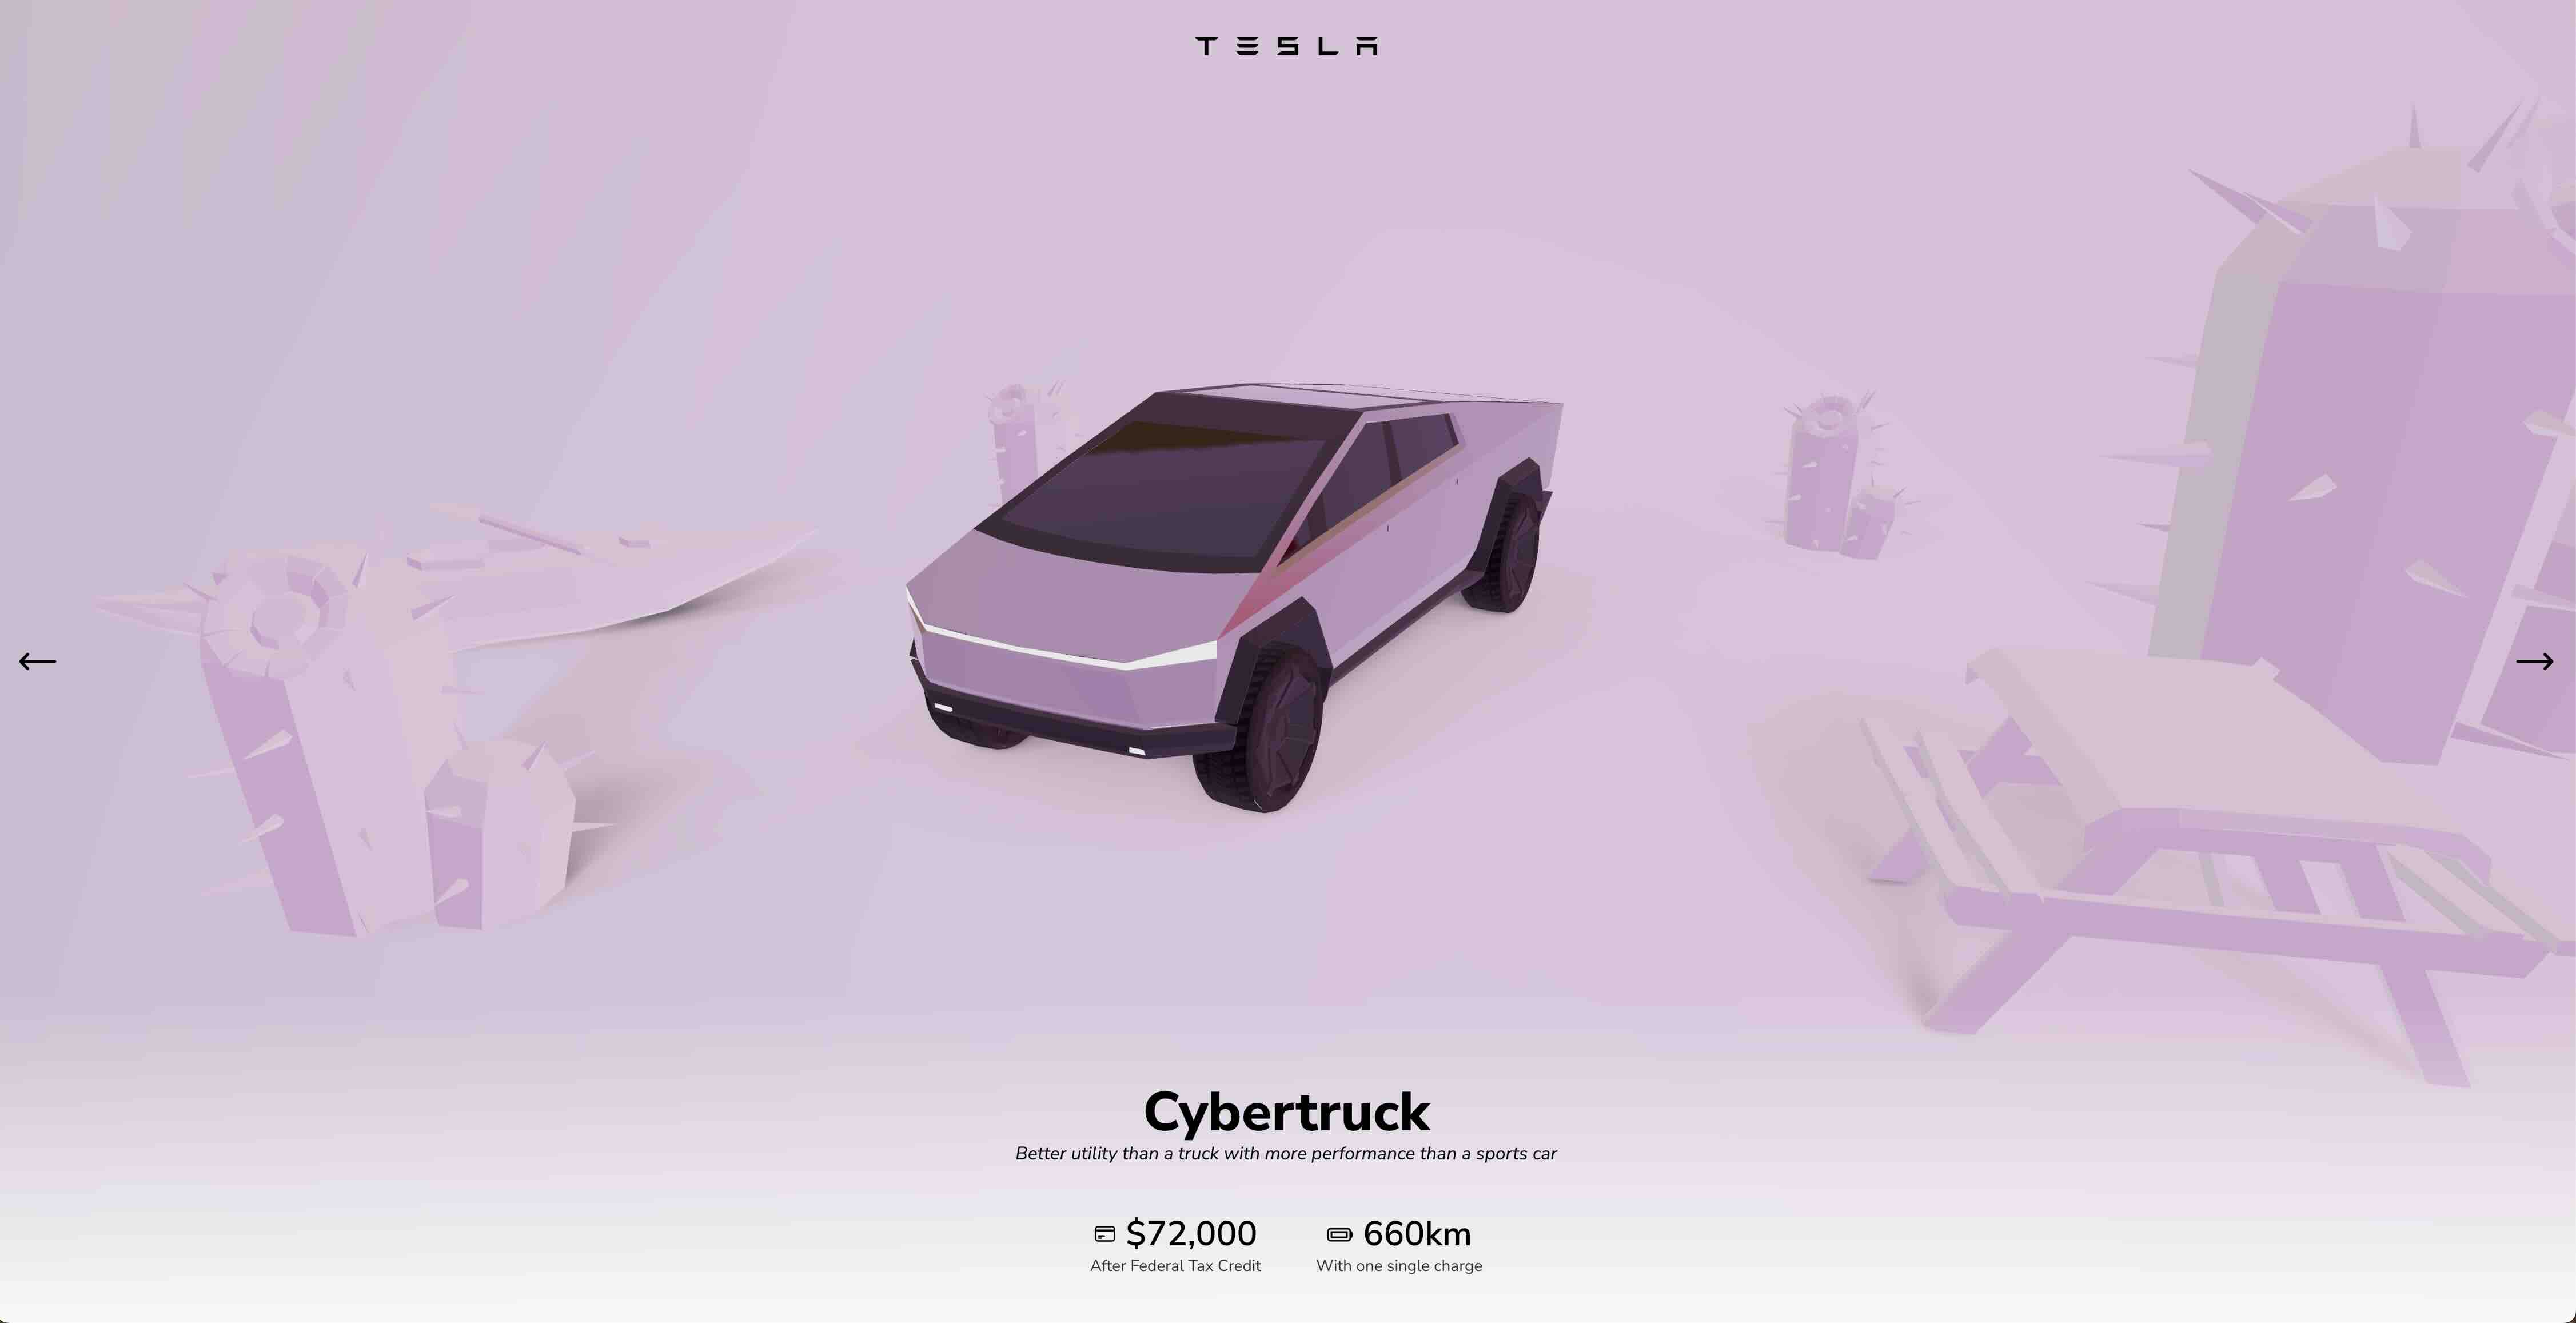 TESLA
Cybertruck
Better utility than a truck with more performance than a sports car
$72,000
After Federal Tax Credit
660km
With one single charge